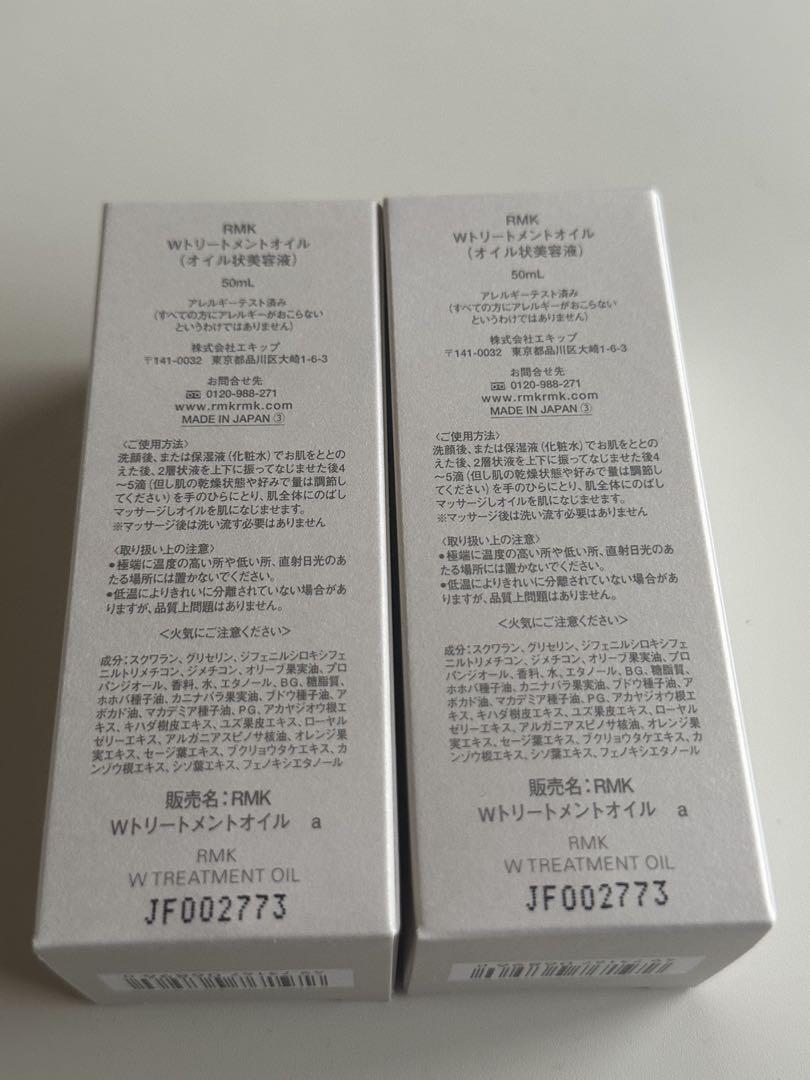 RMK
Wトリートメントオイル
(オイル状美容液)
50mL
アレルギーテスト済み
(すべての方にアレルギーがおこらない
というわけではありません)
株式会社エキップ
〒141-0032 東京都品川区大崎1-6-3
お問合せ先
0120-988-271
www.rmkrmk.com
MADE IN JAPAN ③
〈ご使用方法〉
洗顔後、または保湿液(化粧水)でお肌をととの
えた後、2層状液を上下に振ってなじませた後4
〜5滴(但し肌の乾燥状態や好みで量は調節し
てください)を手のひらにとり、肌全体にのばし
マッサージしオイルを肌になじませます。
※マッサージ後は洗い流す必要はありません
〈取り扱い上の注意〉
●極端に温度の高い所や低い所、直射日光のあ
たる場所には置かないでください。
●低温によりきれいに分離されていない場合があ
りますが、品質上問題はありません。
<火気にご注意ください>
成分:スクワラン、グリセリン、ジフェニルシロキシフェ
ニルトリメチコン、ジメチコン、オリーブ果実油、プロ
パンジオール、香料、水、エタノール、BG、糖脂質、
ホホバ種子油、カニナバラ果実油、ブドウ種子油、ア
ボカド油、マカデミア種子油、PG、アカヤジオウ根エ
キス、キハダ樹皮エキス、ユズ果皮エキス、ローヤル
ゼリーエキス、アルガニアスピノサ核油、オレンジ果
実エキス、セージ葉エキス、ブクリョウタケエキス、カ
ンゾウ根エキス、シソ葉エキス、フェノキシエタノール
販売名:RMK
Wトリートメントオイル a
RMK
W TREATMENT OIL
JF002773
RMK
Wトリートメントオイル
(オイル状美容液)
50mL
アレルギーテスト済み
(すべての方にアレルギーがおこらない
というわけではありません)
株式会社エキップ
〒141-0032 東京都品川区大崎1-6-3
お問合せ先
0120-988-271
www.rmkrmk.com
MADE IN JAPAN ③
〈ご使用方法〉
洗顔後、または保湿液(化粧水)でお肌をととの
えた後、2層状液を上下に振ってなじませた後4
〜5滴(但し肌の乾燥状態や好みで量は調節し
てください)を手のひらにとり、肌全体にのばし
マッサージしオイルを肌になじませます。
※マッサージ後は洗い流す必要はありません
〈取り扱い上の注意〉
●極端に温度の高い所や低い所、直射日光のあ
たる場所には置かないでください。
●低温によりきれいに分離されていない場合があ
りますが、品質上問題はありません。
<火気にご注意ください>
成分:スクワラン、グリセリン、ジフェニルシロキシフェ
ニルトリメチコン、ジメチコン、オリーブ果実油、プロ
パンジオール、香料、水、エタノール、BG、糖脂質、
ホホバ種子油、カニナバラ果実油、ブドウ種子油、ア
ボカド油、マカデミア種子油、PG、アカヤジオウ根エ
キス、キハダ樹皮エキス、ユズ果皮エキス、ローヤル
ゼリーエキス、アルガニアスピノサ核油、オレンジ果
実エキス、セージ葉エキス、ブクリョウタケエキス、カ
ンゾウ根エキス、シソ葉エキス、フェノキシエタノール
販売名:RMK
Wトリートメントオイル a
RMK
W TREATMENT OIL
JF002773